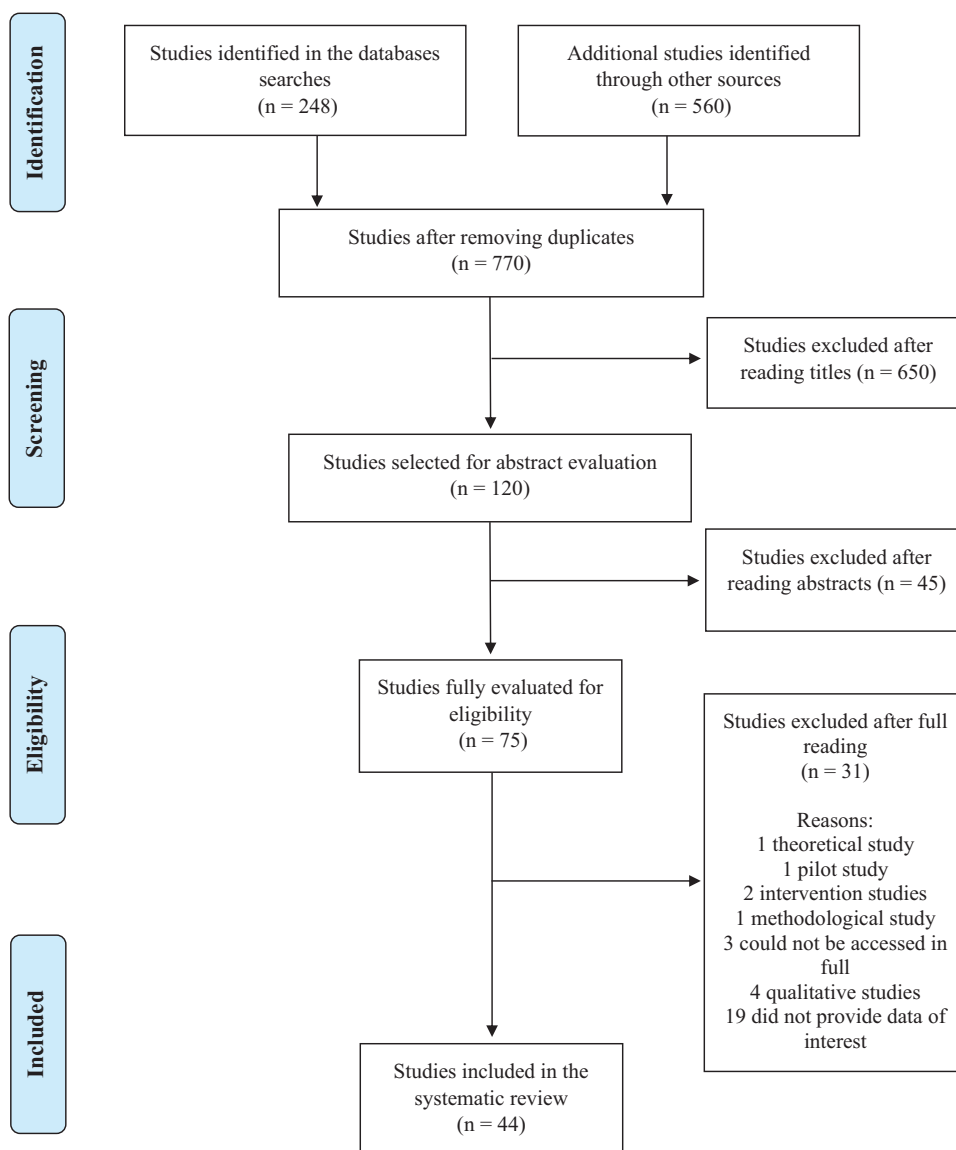 Identification
Studies identified in the databases
searches
(n = 248)
Additional studies identified
through other sources
(n = 560)
Studies after removing duplicates
(n = 770)
Screening
Studies excluded after
reading titles (n = 650)
Studies selected for abstract evaluation
(n = 120)
Studies excluded after
reading abstracts (n = 45)
Eligibility
Studies fully evaluated for
eligibility
(n = 75)
Studies excluded after full
reading
(n = 31)
Reasons:
1 theoretical study
1 pilot study
2 intervention studies
1 methodological study
3 could not be accessed in
full
4 qualitative studies
19 did not provide data of
interest
Included
Studies included in the
systematic review
(n = 44)